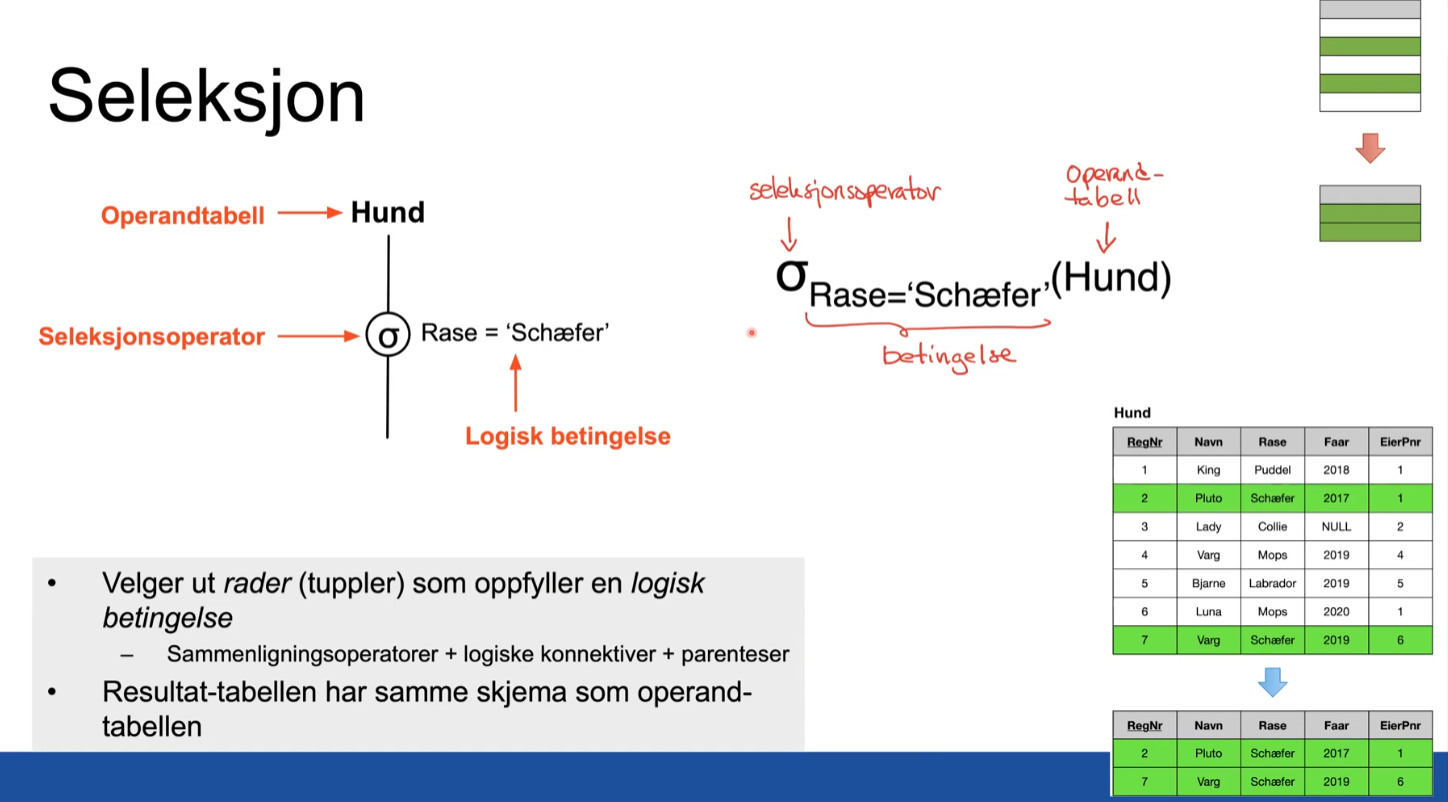 Seleksjon
Operandtabell
Hund
Seleksjonsoperator
σ Rase = ‘Schæfer’
Logisk betingelse
seleksjonsoperator
Operand-
tabell
σRase=‘Schæfer’(Hund)
betingelse
• Velger ut rader (tuppler) som oppfyller en logisk
betingelse
– Sammenligningsoperatorer + logiske konnektiver + parenteser
• Resultat-tabellen har samme skjema som operand-
tabellen
Hund
RegNr Navn Rase Faar EierPnr
1 King Puddel 2018 1
2 Pluto Schæfer 2017 1
3 Lady Collie NULL 2
4 Varg Mops 2019 4
5 Bjarne Labrador 2019 5
6 Luna Mops 2020 1
7 Varg Schæfer 2019 6
RegNr Navn Rase Faar EierPnr
2 Pluto Schæfer 2017 1
7 Varg Schæfer 2019 6